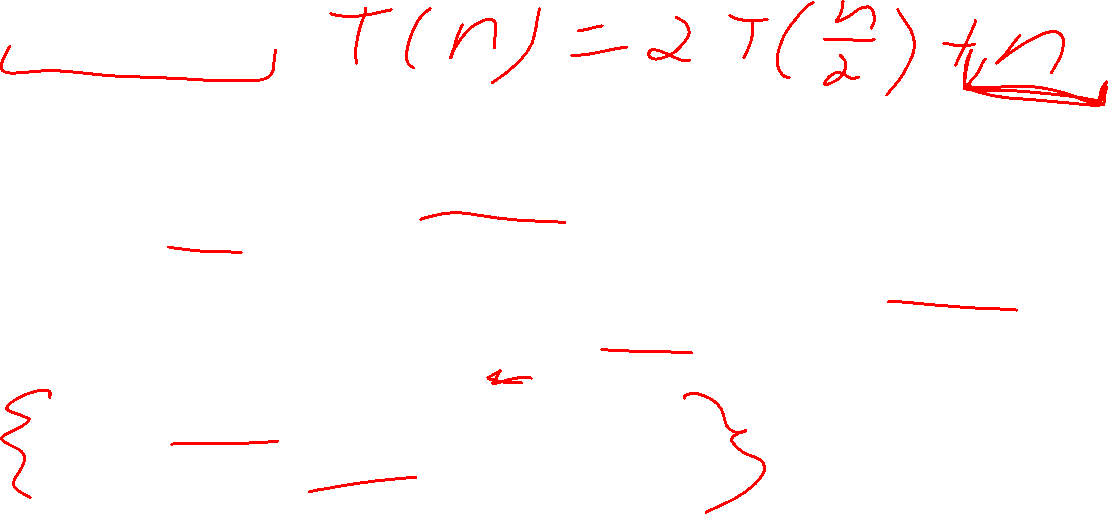 T(n) = 2T(n/2) + n